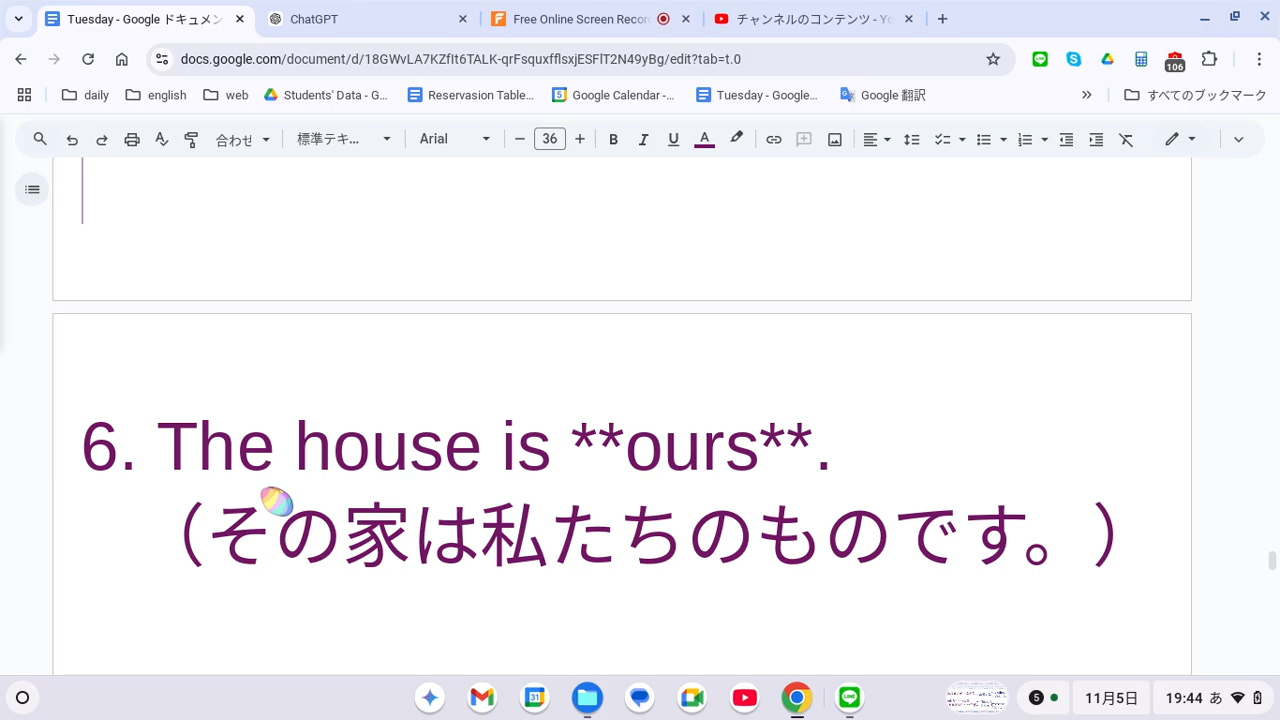 Tuesday - Google ドキュメン
ChatGPT
Free Online Screen Recor
チャンネルのコンテンツ - Yo
docs.google.com/document/d/18GWvLA7KZfIt6TALK-qrFsquxfflsxjESFlT2N49yBg/edit?tab=t.0
106
daily
english
web
Students' Data - G...
Reservasion Table...
Google Calendar -...
Tuesday - Google...
Google 翻訳
すべてのブックマーク
合わせ
標準テキ...
Arial
36
B
I
U
A
6. The house is **ours**.
（その家は私たちのものです。）
31
5
11月5日
19:44
あ